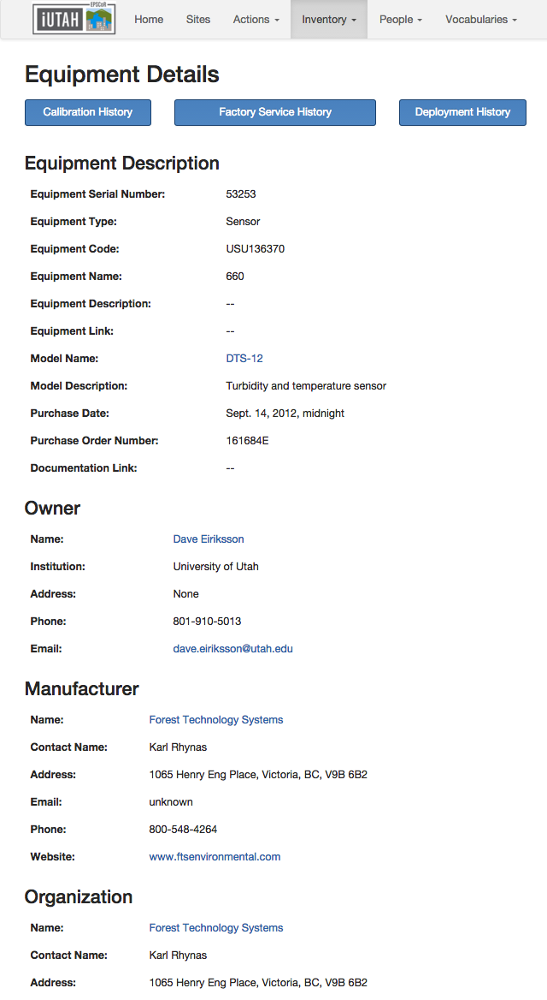 EPSCoR
iUTAH
Home Sites Actions Inventory People Vocabularies
Equipment Details
Calibration History Factory Service History Deployment History
Equipment Description
Equipment Serial Number: 53253
Equipment Type: Sensor
Equipment Code: USU136370
Equipment Name: 660
Equipment Description: --
Equipment Link: --
Model Name: DTS-12
Model Description: Turbidity and temperature sensor
Purchase Date: Sept. 14, 2012, midnight
Purchase Order Number: 161684E
Documentation Link: --
Owner
Name: Dave Eiriksson
Institution: University of Utah
Address: None
Phone: 801-910-5013
Email: dave.eiriksson@utah.edu
Manufacturer
Name: Forest Technology Systems
Contact Name: Karl Rhynas
Address: 1065 Henry Eng Place, Victoria, BC, V9B 6B2
Email: unknown
Phone: 800-548-4264
Website: www.ftsenvironmental.com
Organization
Name: Forest Technology Systems
Contact Name: Karl Rhynas
Address: 1065 Henry Eng Place, Victoria, BC, V9B 6B2